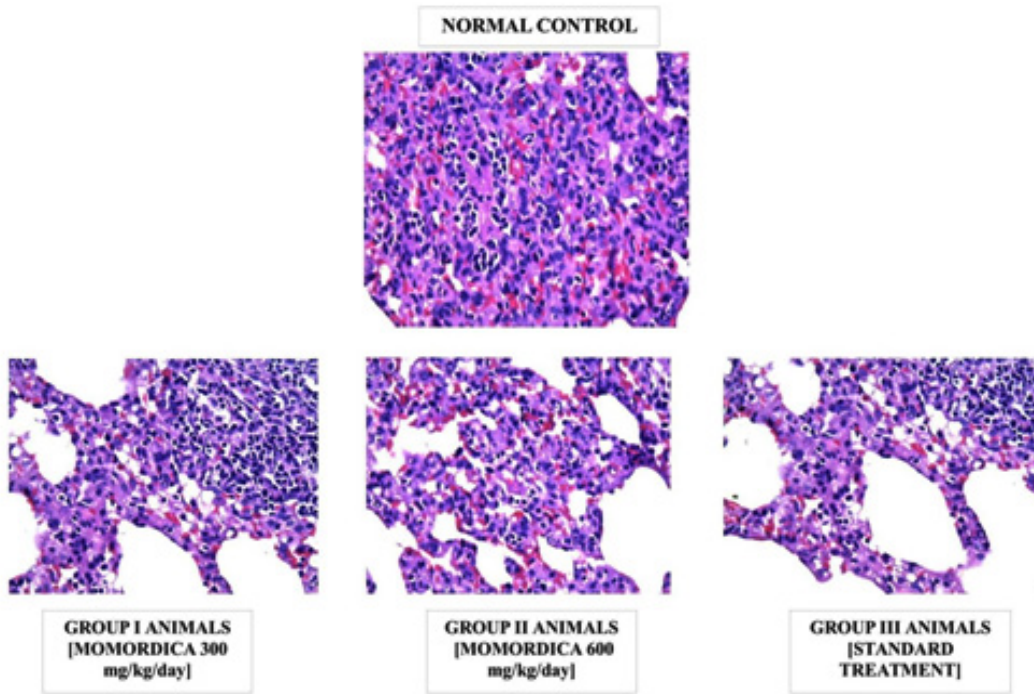 NORMAL CONTROL
GROUP I ANIMALS
[MOMORDICA 300
mg/kg/day]
GROUP II ANIMALS
[MOMORDICA 600
mg/kg/day]
GROUP III ANIMALS
[STANDARD
TREATMENT]